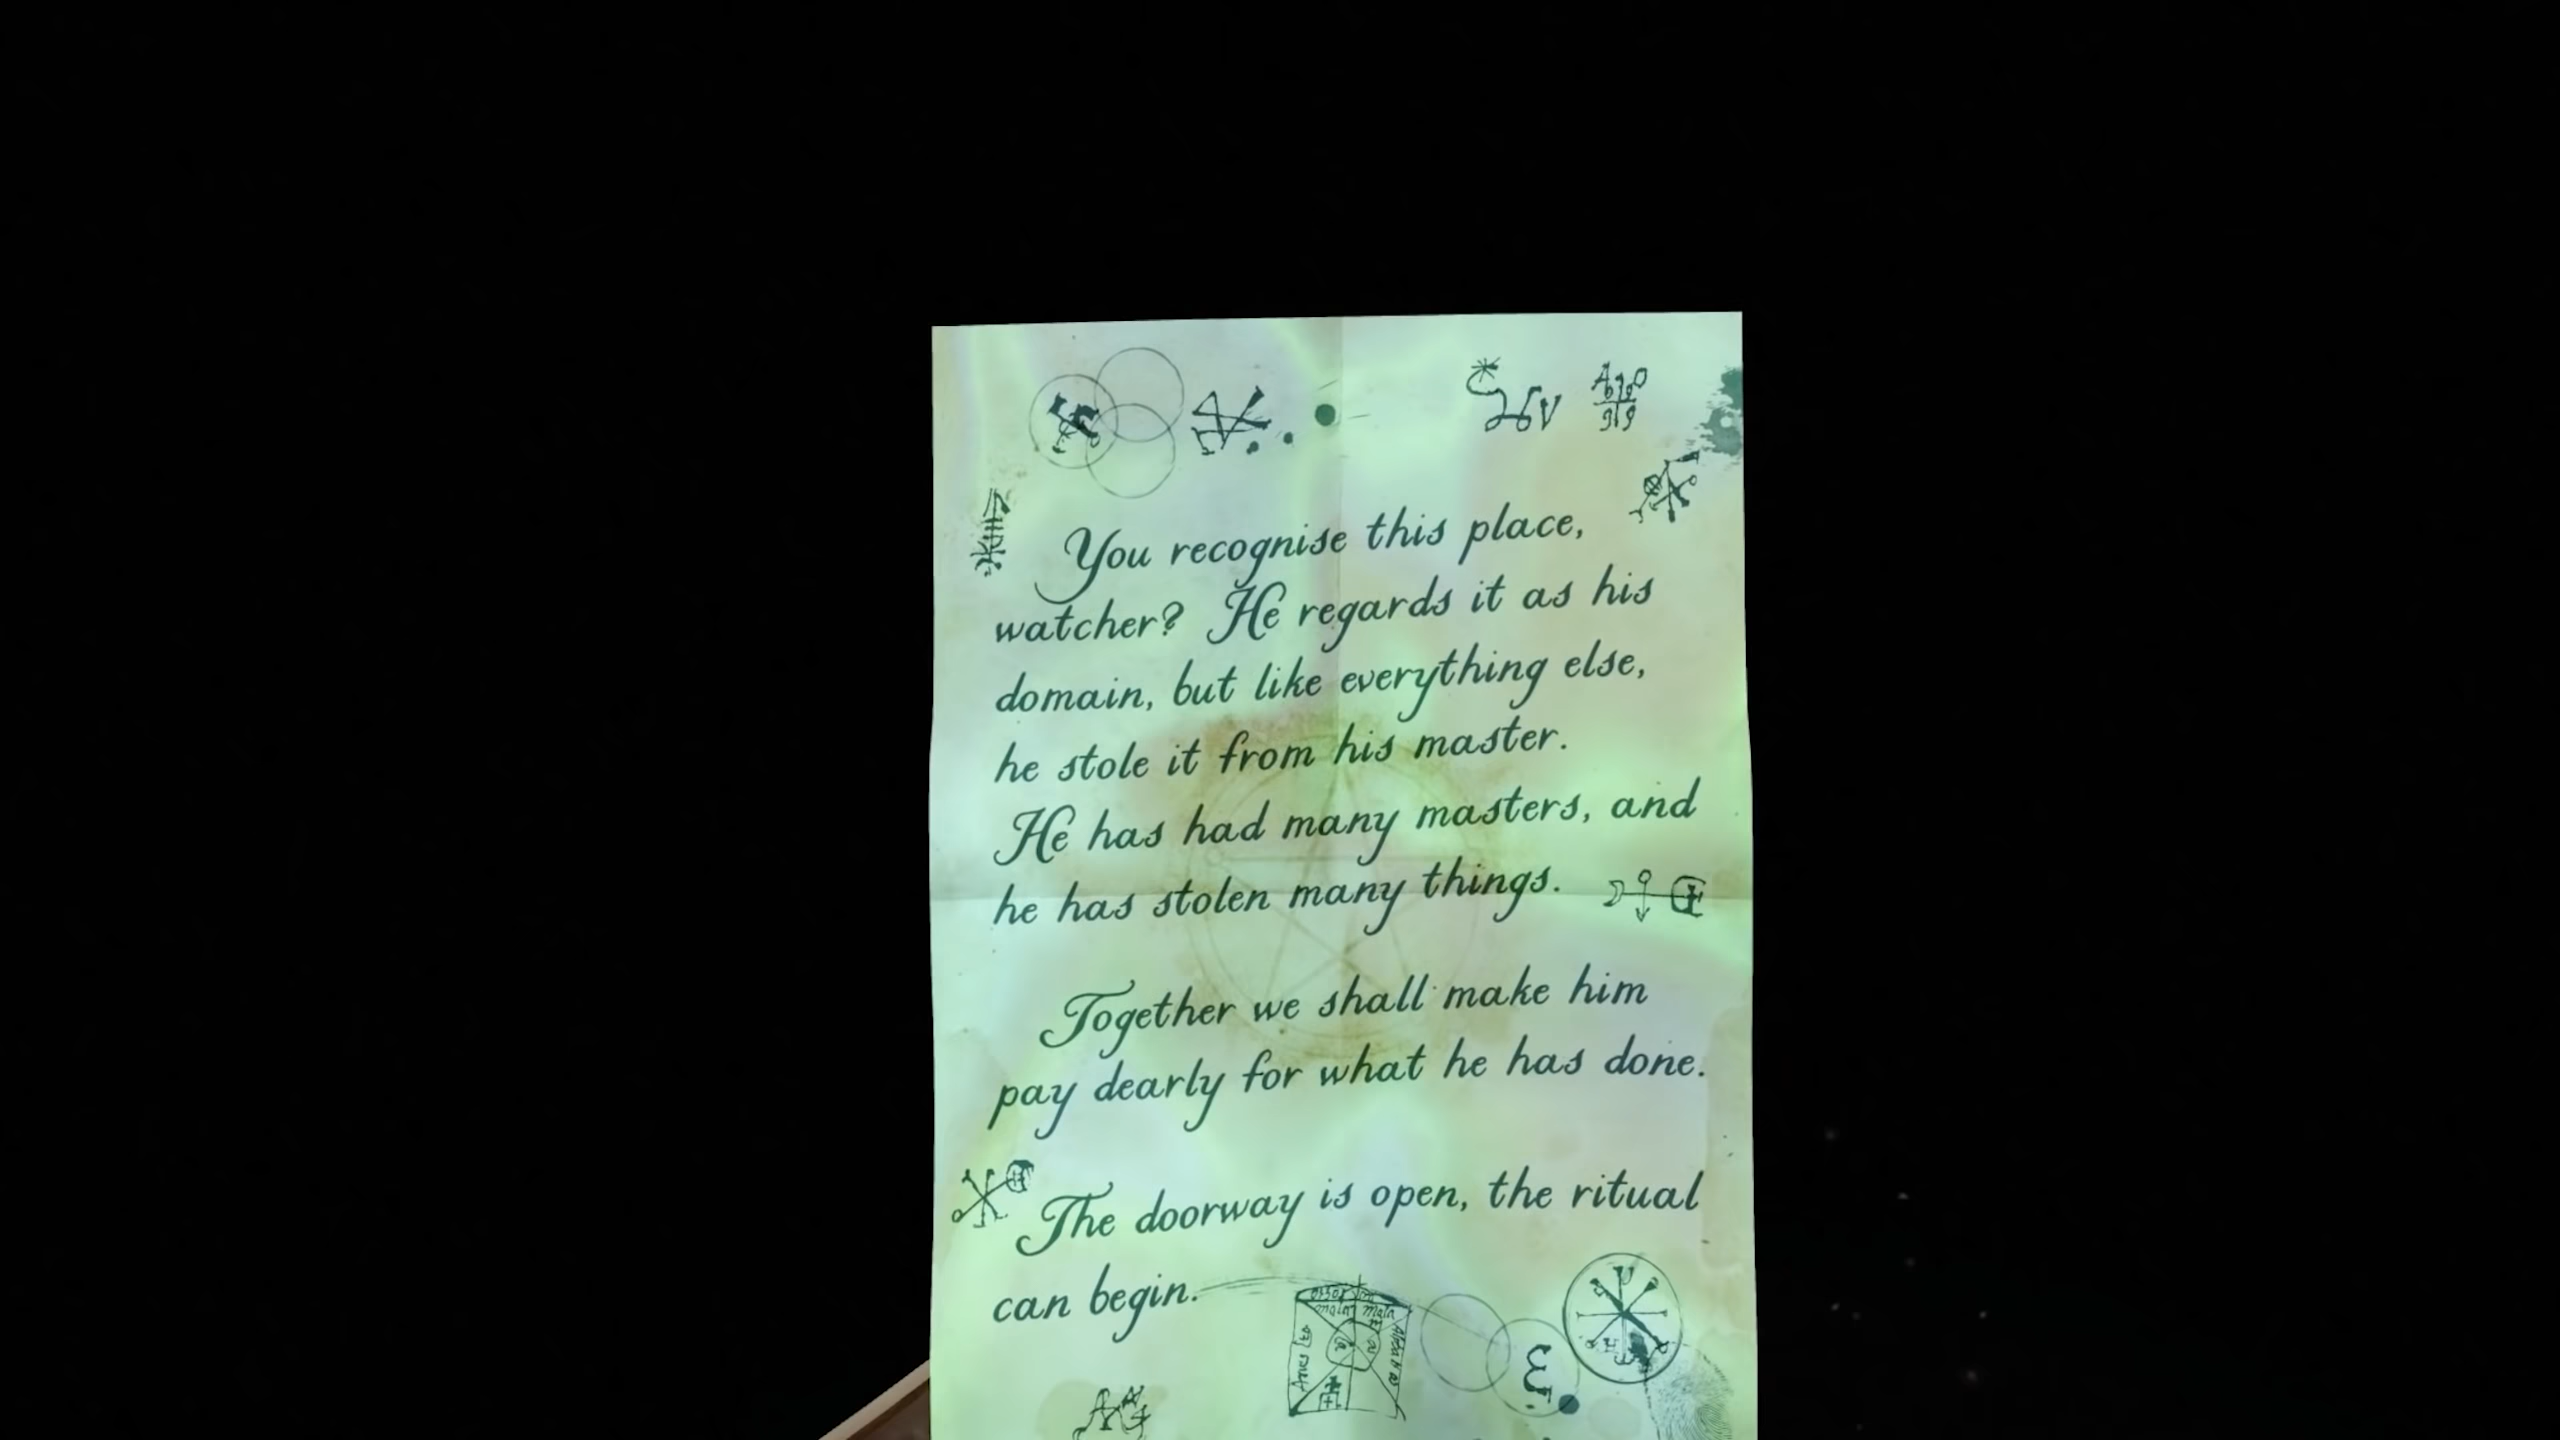 You recognise this place,
watcher? He regards it as his
domain, but like everything else,
he stole it from his master.
He has had many masters, and
he has stolen many things.
Together we shall make him
pay dearly for what he has done.
The doorway is open, the ritual
can begin.